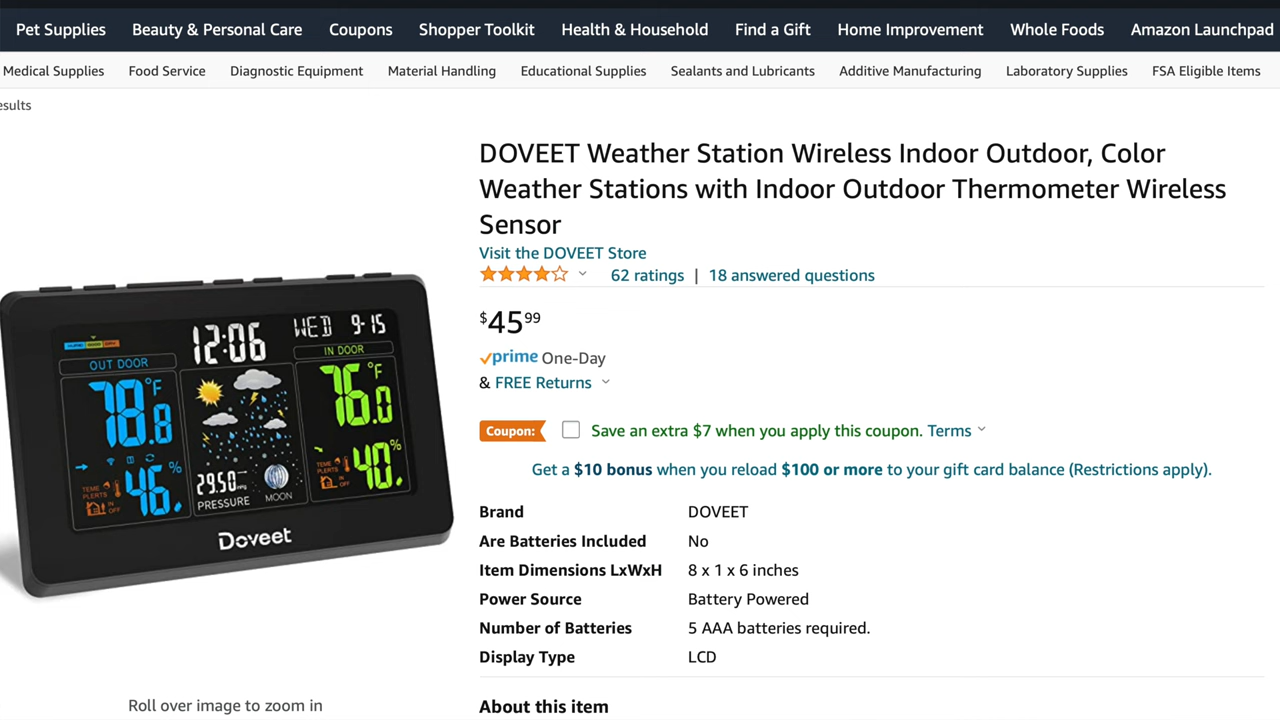 Pet Supplies Beauty & Personal Care Coupons Shopper Toolkit Health & Household Find a Gift Home Improvement Whole Foods Amazon Launchpad
Medical Supplies Food Service Diagnostic Equipment Material Handling Educational Supplies Sealants and Lubricants Additive Manufacturing Laboratory Supplies FSA Eligible Items
esults
DOVEET Weather Station Wireless Indoor Outdoor, Color
Weather Stations with Indoor Outdoor Thermometer Wireless
Sensor
Visit the DOVEET Store
62 ratings | 18 answered questions
$45 99
prime One-Day
& FREE Returns
Coupon: Save an extra $7 when you apply this coupon. Terms
Get a $10 bonus when you reload $100 or more to your gift card balance (Restrictions apply).
Brand DOVEET
Are Batteries Included No
Item Dimensions LxWxH 8 x 1 x 6 inches
Power Source Battery Powered
Number of Batteries 5 AAA batteries required.
Display Type LCD
About this item
12:06 WED 9-15
OUT DOOR
IN DOOR
78.8 °F
76.0 °F
46 %
40 %
TEME
PLERTS
IN
OFF
29.50
PRESSURE
MOON
TEME
PLERTS
IN
OFF
Doveet
Roll over image to zoom in